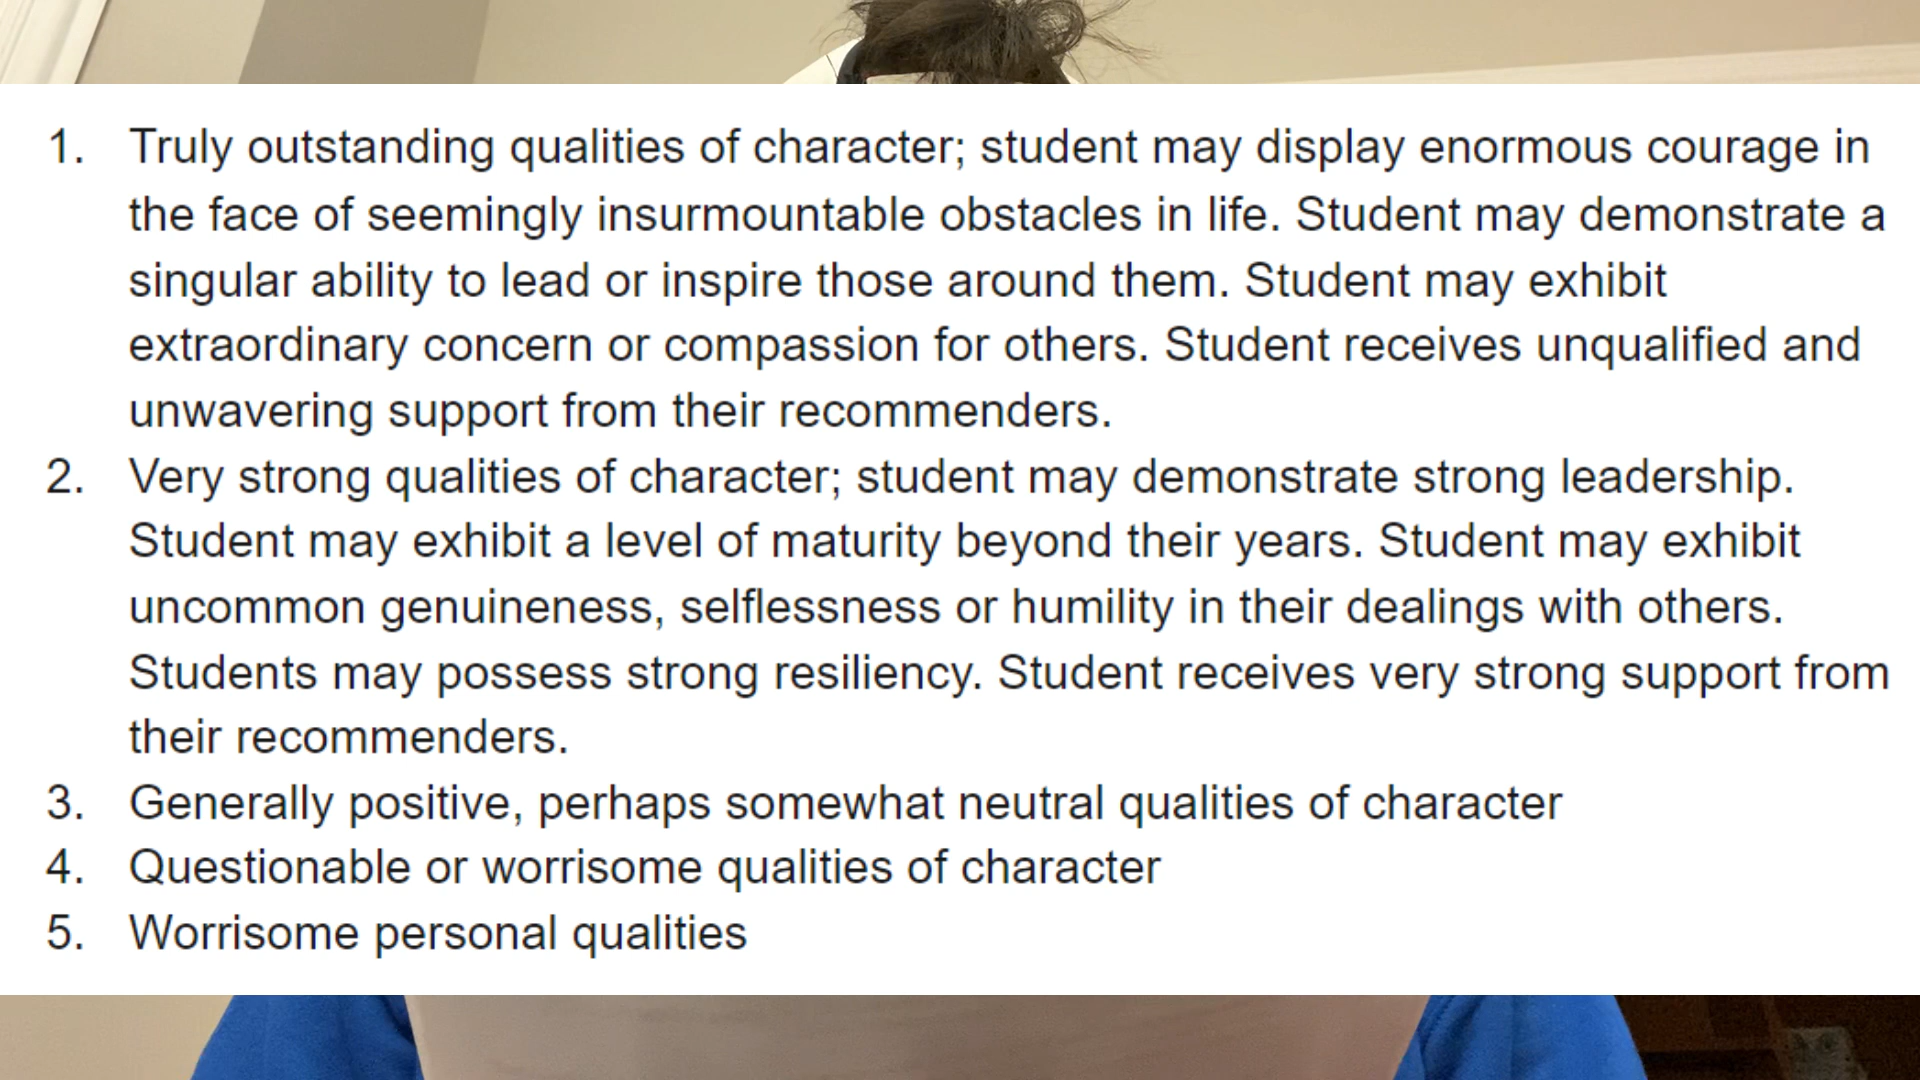 1. Truly outstanding qualities of character; student may display enormous courage in
the face of seemingly insurmountable obstacles in life. Student may demonstrate a
singular ability to lead or inspire those around them. Student may exhibit
extraordinary concern or compassion for others. Student receives unqualified and
unwavering support from their recommenders.
2. Very strong qualities of character; student may demonstrate strong leadership.
Student may exhibit a level of maturity beyond their years. Student may exhibit
uncommon genuineness, selflessness or humility in their dealings with others.
Students may possess strong resiliency. Student receives very strong support from
their recommenders.
3. Generally positive, perhaps somewhat neutral qualities of character
4. Questionable or worrisome qualities of character
5. Worrisome personal qualities